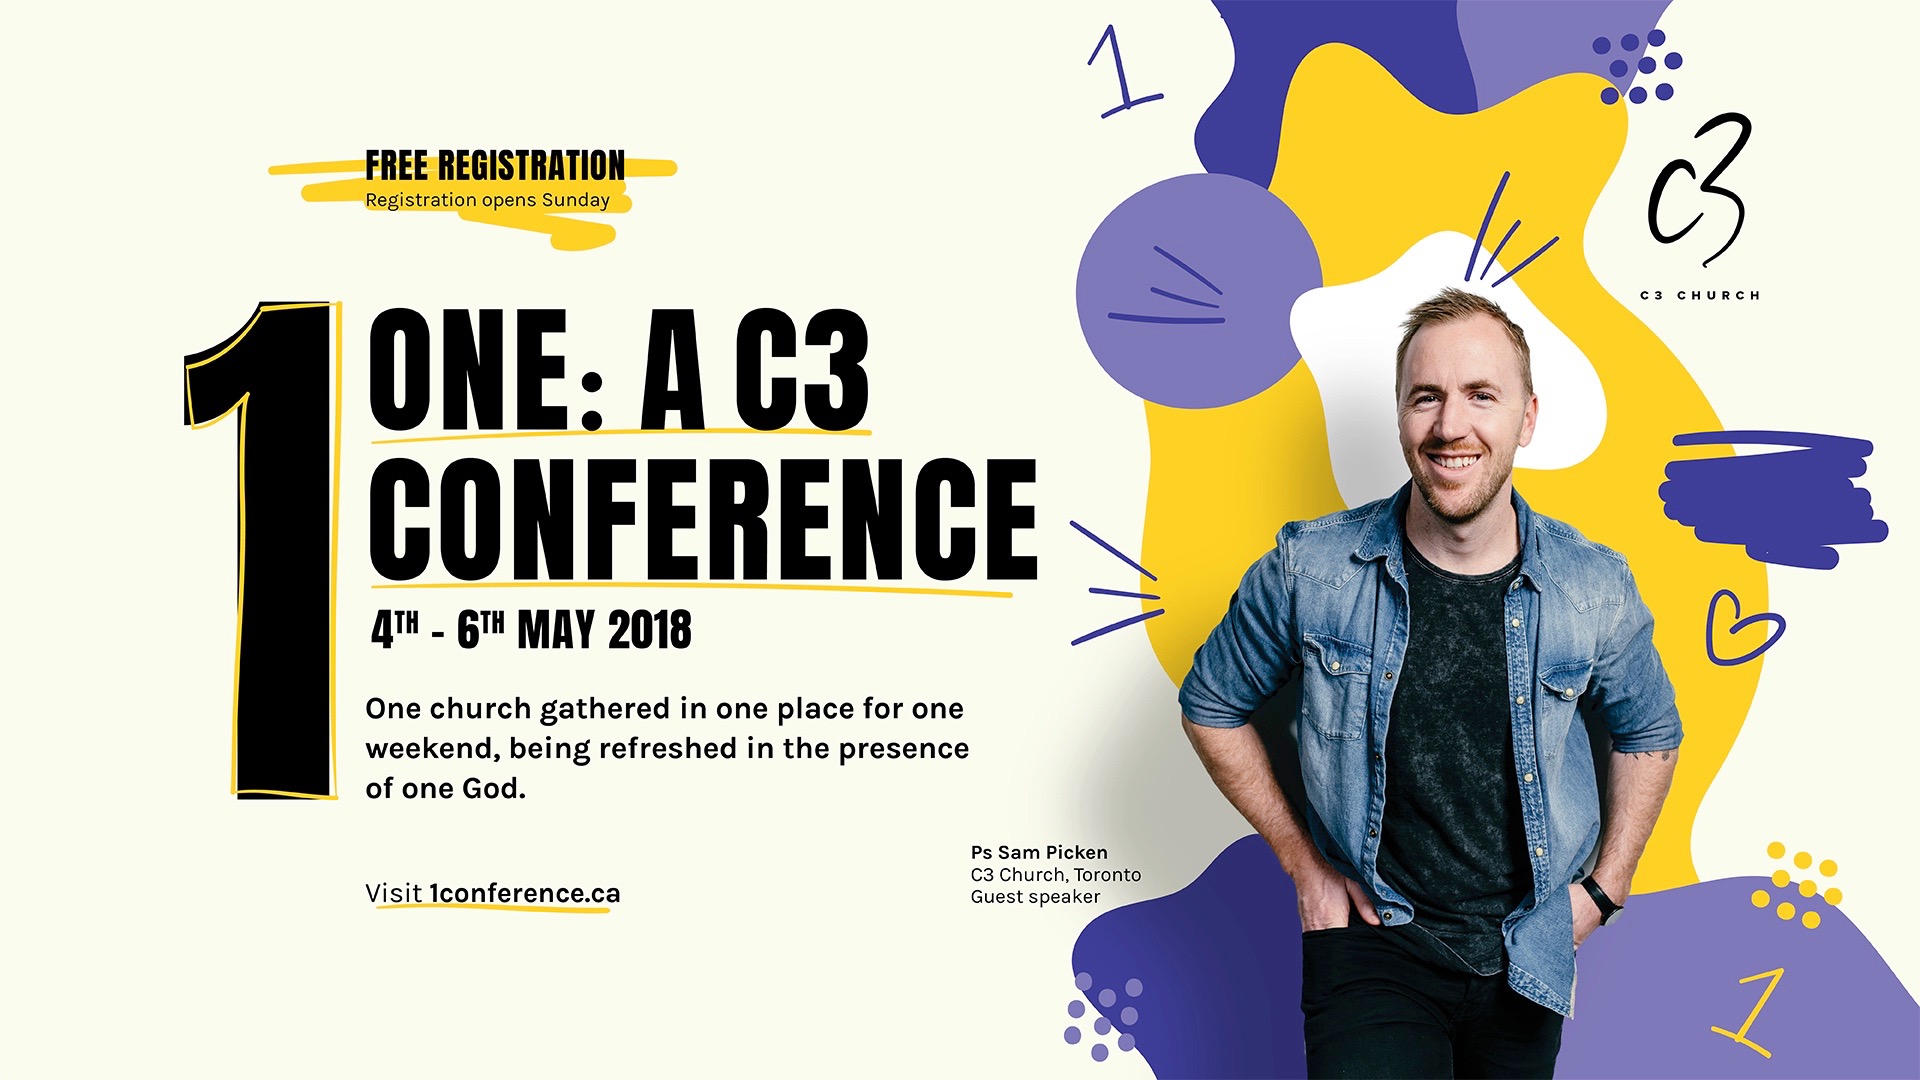 FREE REGISTRATION
Registration opens Sunday
1
ONE: A C3
CONFERENCE
4TH - 6TH MAY 2018
One church gathered in one place for one
weekend, being refreshed in the presence
of one God.
Visit 1conference.ca
Ps Sam Picken
C3 Church, Toronto
Guest speaker
1
C3
C3 CHURCH
1